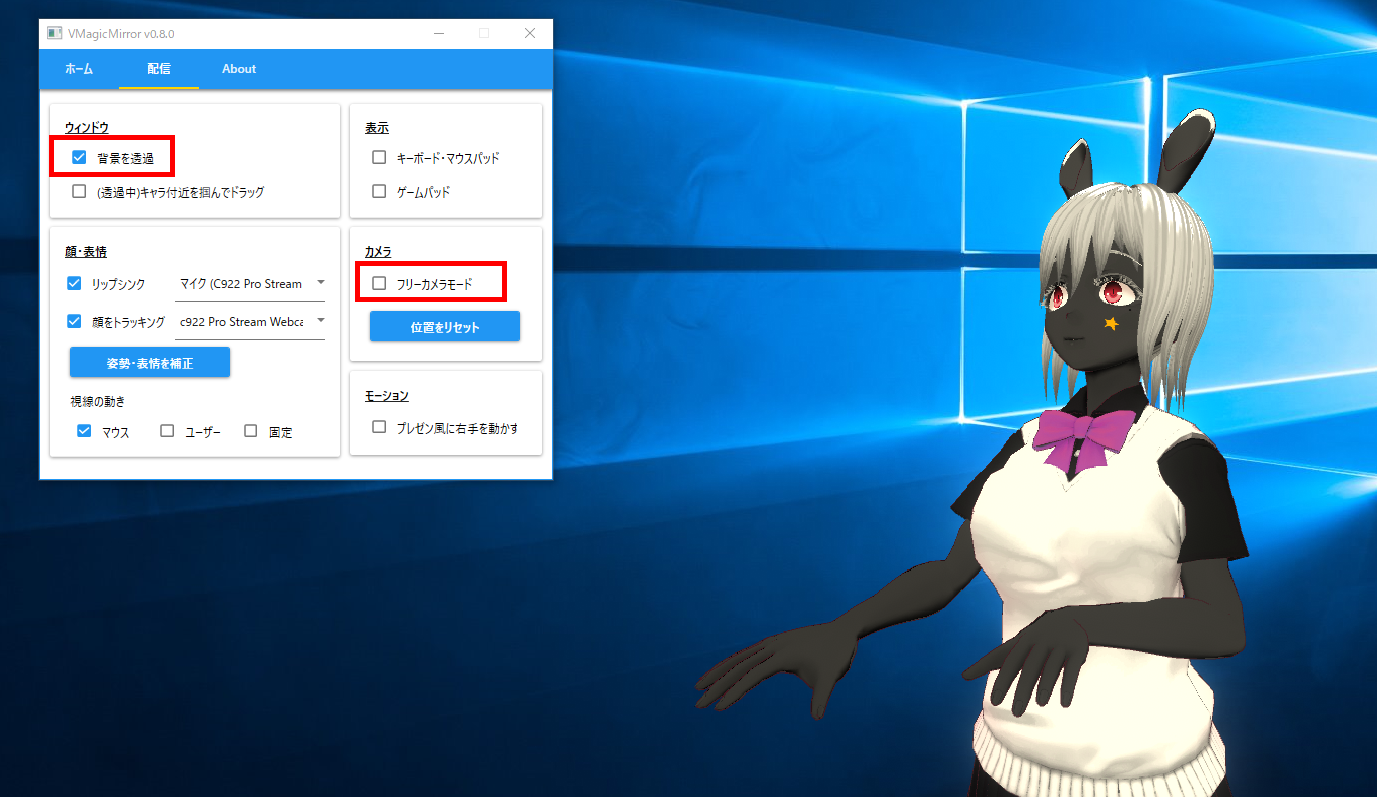 VMagicMirror v0.8.0
ホーム 配信 About
ウィンドウ
背景を透過
(透過中)キャラ付近を掴んでドラッグ
表示
キーボード・マウスパッド
ゲームパッド
顔・表情
リップシンク マイク (C922 Pro Stream
顔をトラッキング c922 Pro Stream Webca
姿勢・表情を補正
視線の動き
マウス ユーザー 固定
カメラ
フリーカメラモード
位置をリセット
モーション
プレゼン風に右手を動かす